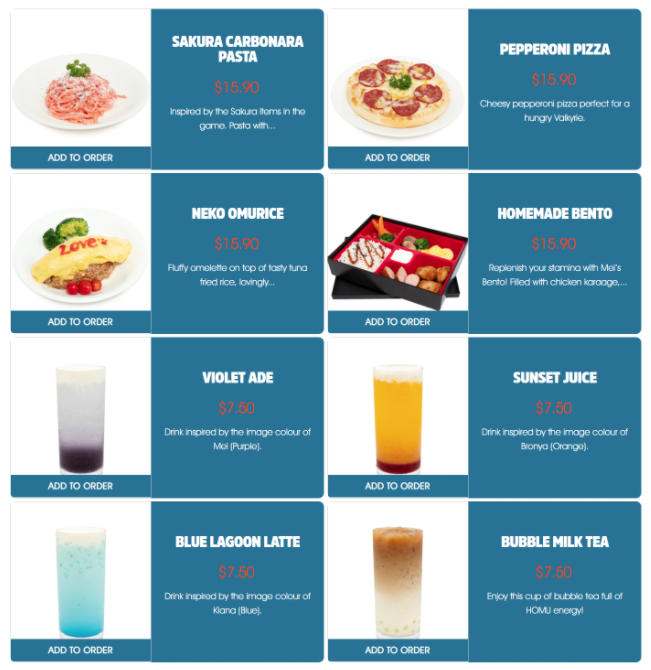 SAKURA CARBONARA
PASTA
$15.90
Inspired by the Sakura items in the
game. Pasta with...
ADD TO ORDER
PEPPERONI PIZZA
$15.90
Cheesy pepperoni pizza perfect for a
hungry Valkyrie.
ADD TO ORDER
Love
NEKO OMURICE
$15.90
Fluffy omelette on top of tasty tuna
fried rice, lovingly...
ADD TO ORDER
HOMEMADE BENTO
$15.90
Replenish your stamina with Mei's
Bento! Filled with chicken karaage,...
ADD TO ORDER
VIOLET ADE
$7.50
Drink inspired by the image colour of
Mei (Purple).
ADD TO ORDER
SUNSET JUICE
$7.50
Drink inspired by the image colour of
Bronya (Orange).
ADD TO ORDER
BLUE LAGOON LATTE
$7.50
Drink inspired by the image colour of
Kiana (Blue).
ADD TO ORDER
BUBBLE MILK TEA
$7.50
Enjoy this cup of bubble tea full of
HOMU energy!
ADD TO ORDER